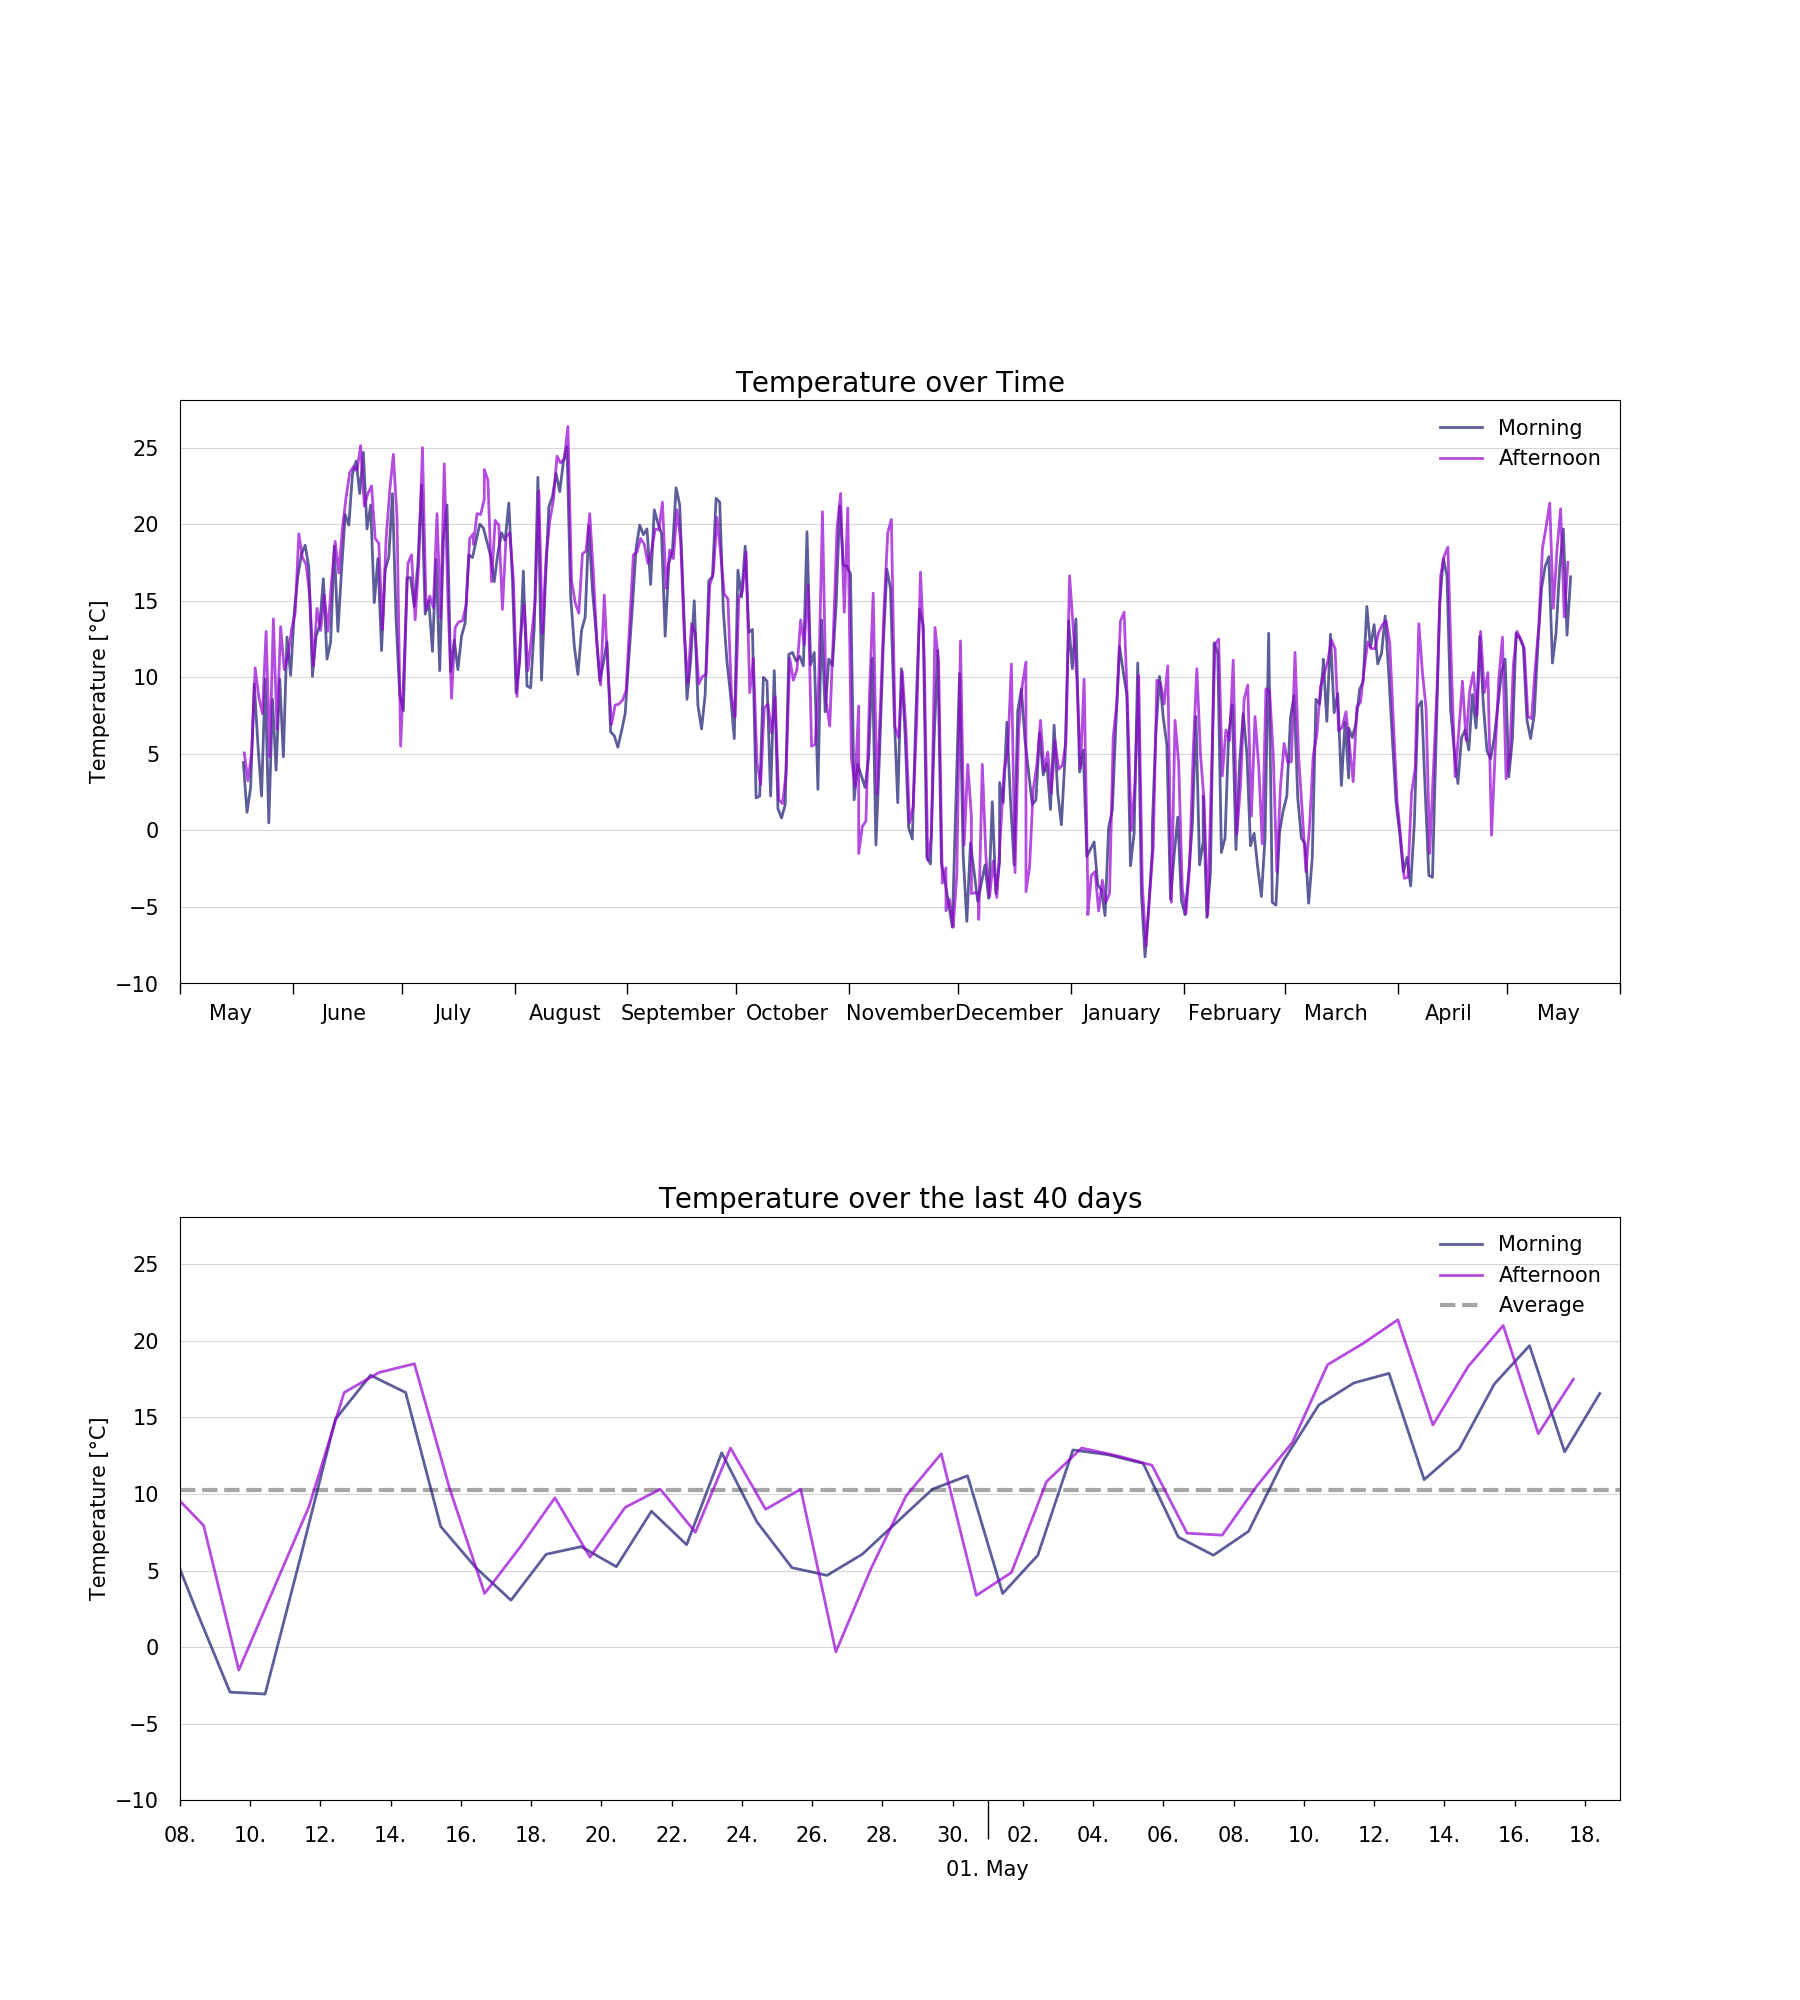 Temperature over Time
Temperature [°C]
25
20
15
10
5
0
−5
−10
Morning
Afternoon
May June July August September October November December January February March April May
Temperature over the last 40 days
Temperature [°C]
25
20
15
10
5
0
−5
−10
Morning
Afternoon
Average
08. 10. 12. 14. 16. 18. 20. 22. 24. 26. 28. 30. 02. 04. 06. 08. 10. 12. 14. 16. 18.
01. May